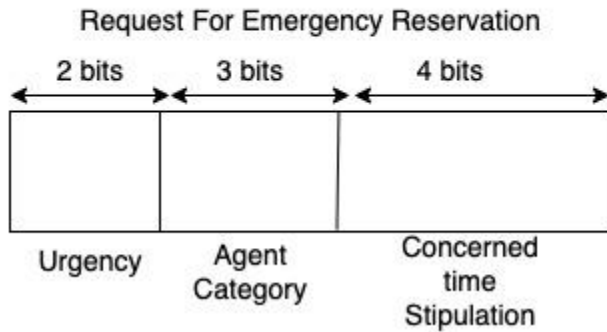 Request For Emergency Reservation
2 bits
3 bits
4 bits
Urgency
Agent
Category
Concerned
time
Stipulation